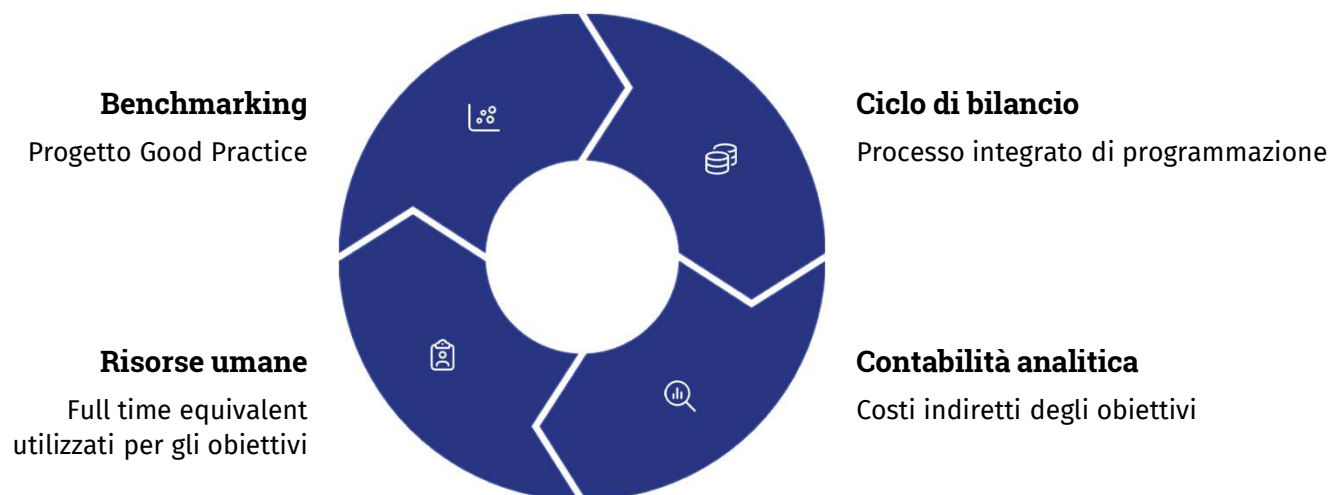 Benchmarking
Progetto Good Practice
Ciclo di bilancio
Processo integrato di programmazione
Risorse umane
Full time equivalent
utilizzati per gli obiettivi
Contabilità analitica
Costi indiretti degli obiettivi